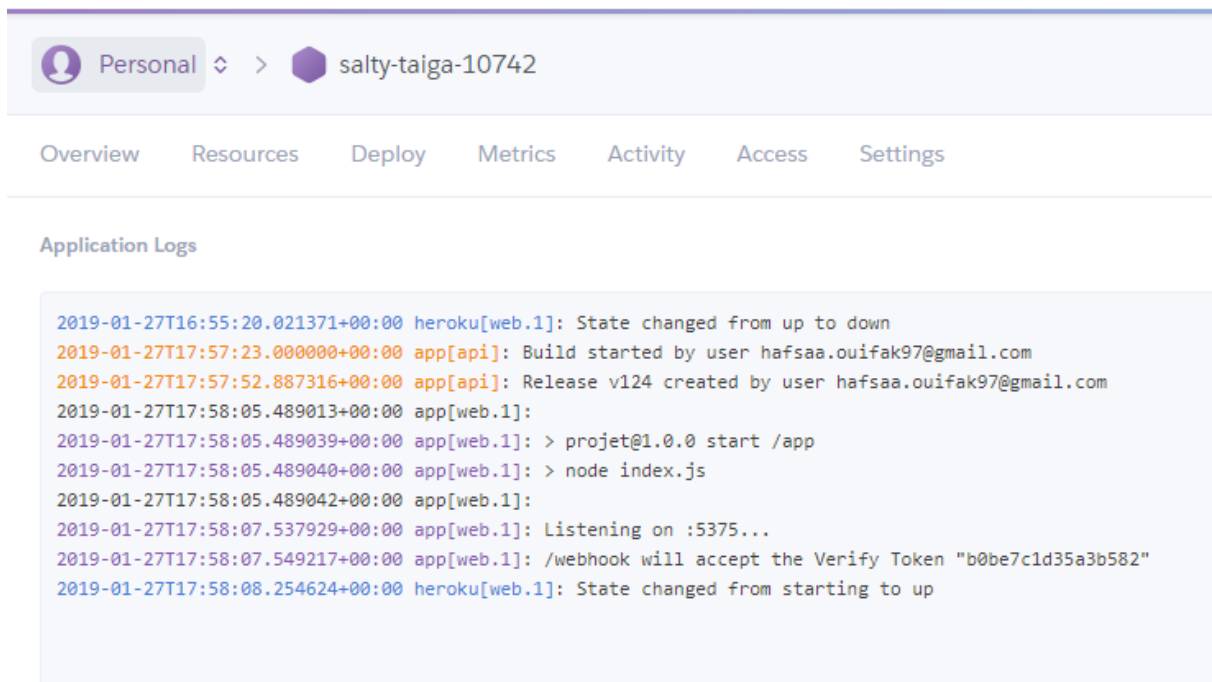 Personal > salty-taiga-10742
Overview Resources Deploy Metrics Activity Access Settings
Application Logs
2019-01-27T16:55:20.021371+00:00 heroku[web.1]: State changed from up to down
2019-01-27T17:57:23.000000+00:00 app[api]: Build started by user hafsaa.ouifak97@gmail.com
2019-01-27T17:57:52.887316+00:00 app[api]: Release v124 created by user hafsaa.ouifak97@gmail.com
2019-01-27T17:58:05.489013+00:00 app[web.1]:
2019-01-27T17:58:05.489039+00:00 app[web.1]: > projet@1.0.0 start /app
2019-01-27T17:58:05.489040+00:00 app[web.1]: > node index.js
2019-01-27T17:58:05.489042+00:00 app[web.1]:
2019-01-27T17:58:07.537929+00:00 app[web.1]: Listening on :5375...
2019-01-27T17:58:07.549217+00:00 app[web.1]: /webhook will accept the Verify Token "b0be7c1d35a3b582"
2019-01-27T17:58:08.254624+00:00 heroku[web.1]: State changed from starting to up